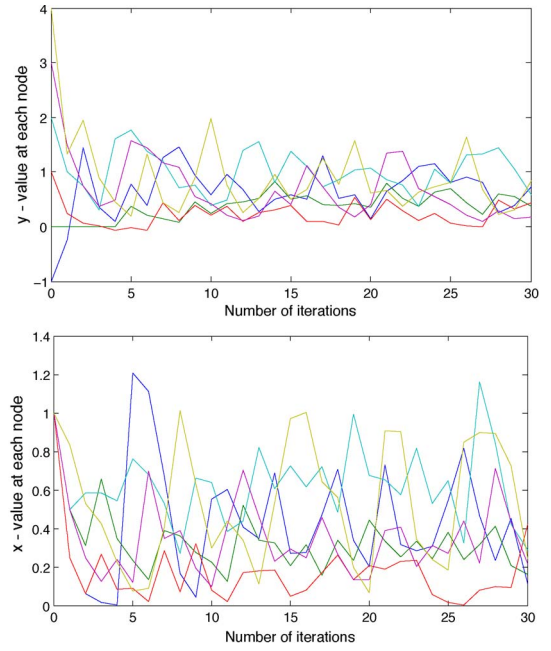 4
3
2
1
0
−1
y - value at each node
0 5 10 15 20 25 30
Number of iterations
1.4
1.2
1
0.8
0.6
0.4
0.2
0
x - value at each node
0 5 10 15 20 25 30
Number of iterations